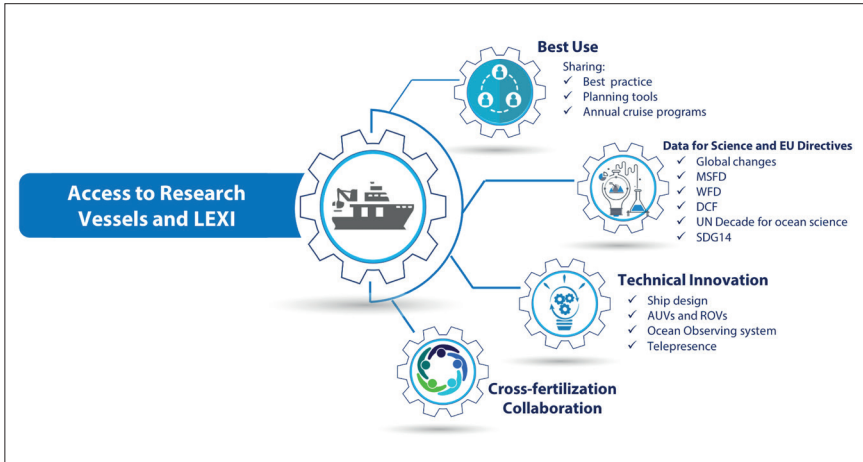 Access to Research
Vessels and LEXI
Best Use
Sharing:
✓ Best practice
✓ Planning tools
✓ Annual cruise programs
Data for Science and EU Directives
✓ Global changes
✓ MSFD
✓ WFD
✓ DCF
✓ UN Decade for ocean science
✓ SDG14
Technical Innovation
✓ Ship design
✓ AUVs and ROVs
✓ Ocean Observing system
✓ Telepresence
Cross-fertilization
Collaboration